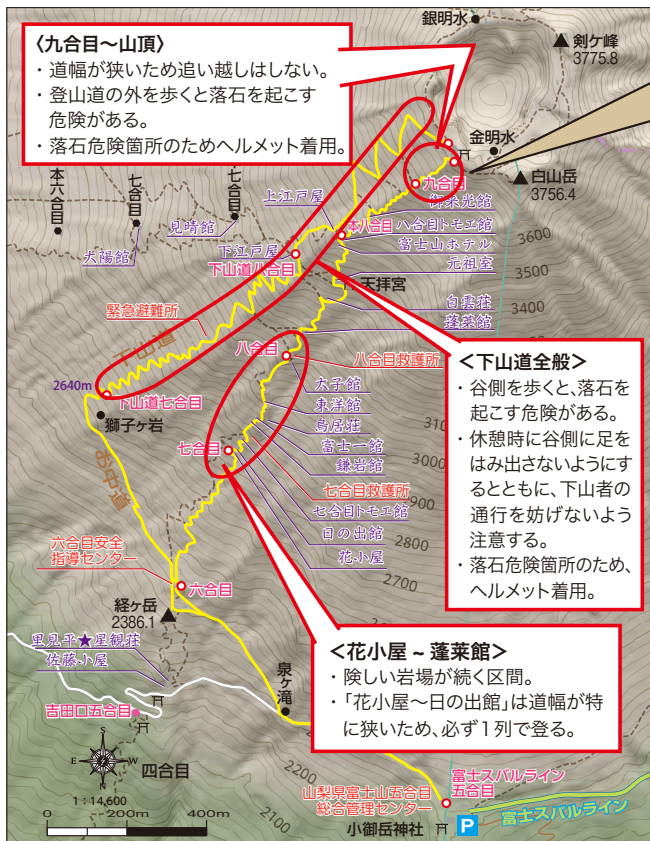 〈九合目～山頂〉
・道幅が狭いため追い越しはしない。
・登山道の外を歩くと落石を起こす
危険がある。
・落石危険箇所のためヘルメット着用。
銀明水
剣ケ峰
3775.8
金明水
白山岳
3756.4
九合目
御来光館
本六合目
七合目
七合目
見晴館
大陽館
上江戸屋
本八合目
八合目トモエ館
富士山ホテル
元祖室
下江戸屋
下山道八合目
天拝宮
3600
3500
3400
白雲荘
蓬莱館
緊急避難所
八合目
八合目救護所
2640m
下山道七合目
獅子ヶ岩
太子館
東洋館
鳥居荘
富士一館
鎌岩館
七合目
七合目救護所
七合目トモエ館
日の出館
花小屋
3000
2900
2800
2700
お中道
＜下山道全般＞
・谷側を歩くと、落石を
起こす危険がある。
・休憩時に谷側に足を
はみ出さないようにす
るとともに、下山者の
通行を妨げないよう
注意する。
・落石危険箇所のため、
ヘルメット着用。
六合目安全
指導センター
六合目
経ヶ岳
2386.1
里見平★星観荘
佐藤小屋
吉田口五合目
泉ヶ滝
＜花小屋 ~ 蓬莱館＞
・険しい岩場が続く区間。
・「花小屋～日の出館」は道幅が特
に狭いため、必ず1列で登る。
S
E W
N
四合目
1：14,600
0 200m 400m
2200
2100
山梨県富士山五合目
総合管理センター
富士スバルライン
五合目
小御岳神社
P
富士スバルライン